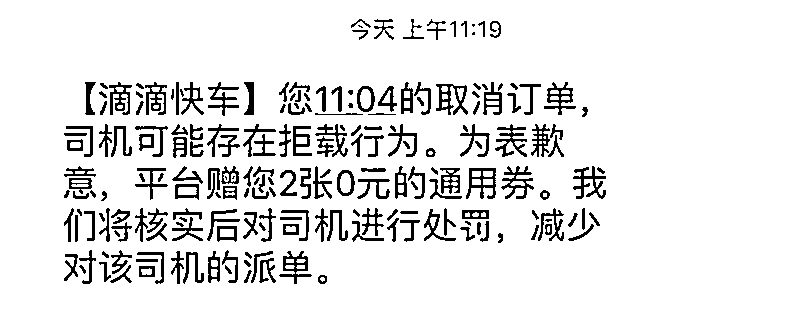 今天 上午11:19
【滴滴快车】您11:04的取消订单，
司机可能存在拒载行为。为表歉
意，平台赠您2张0元的通用券。我
们将核实后对司机进行处罚，减少
对该司机的派单。